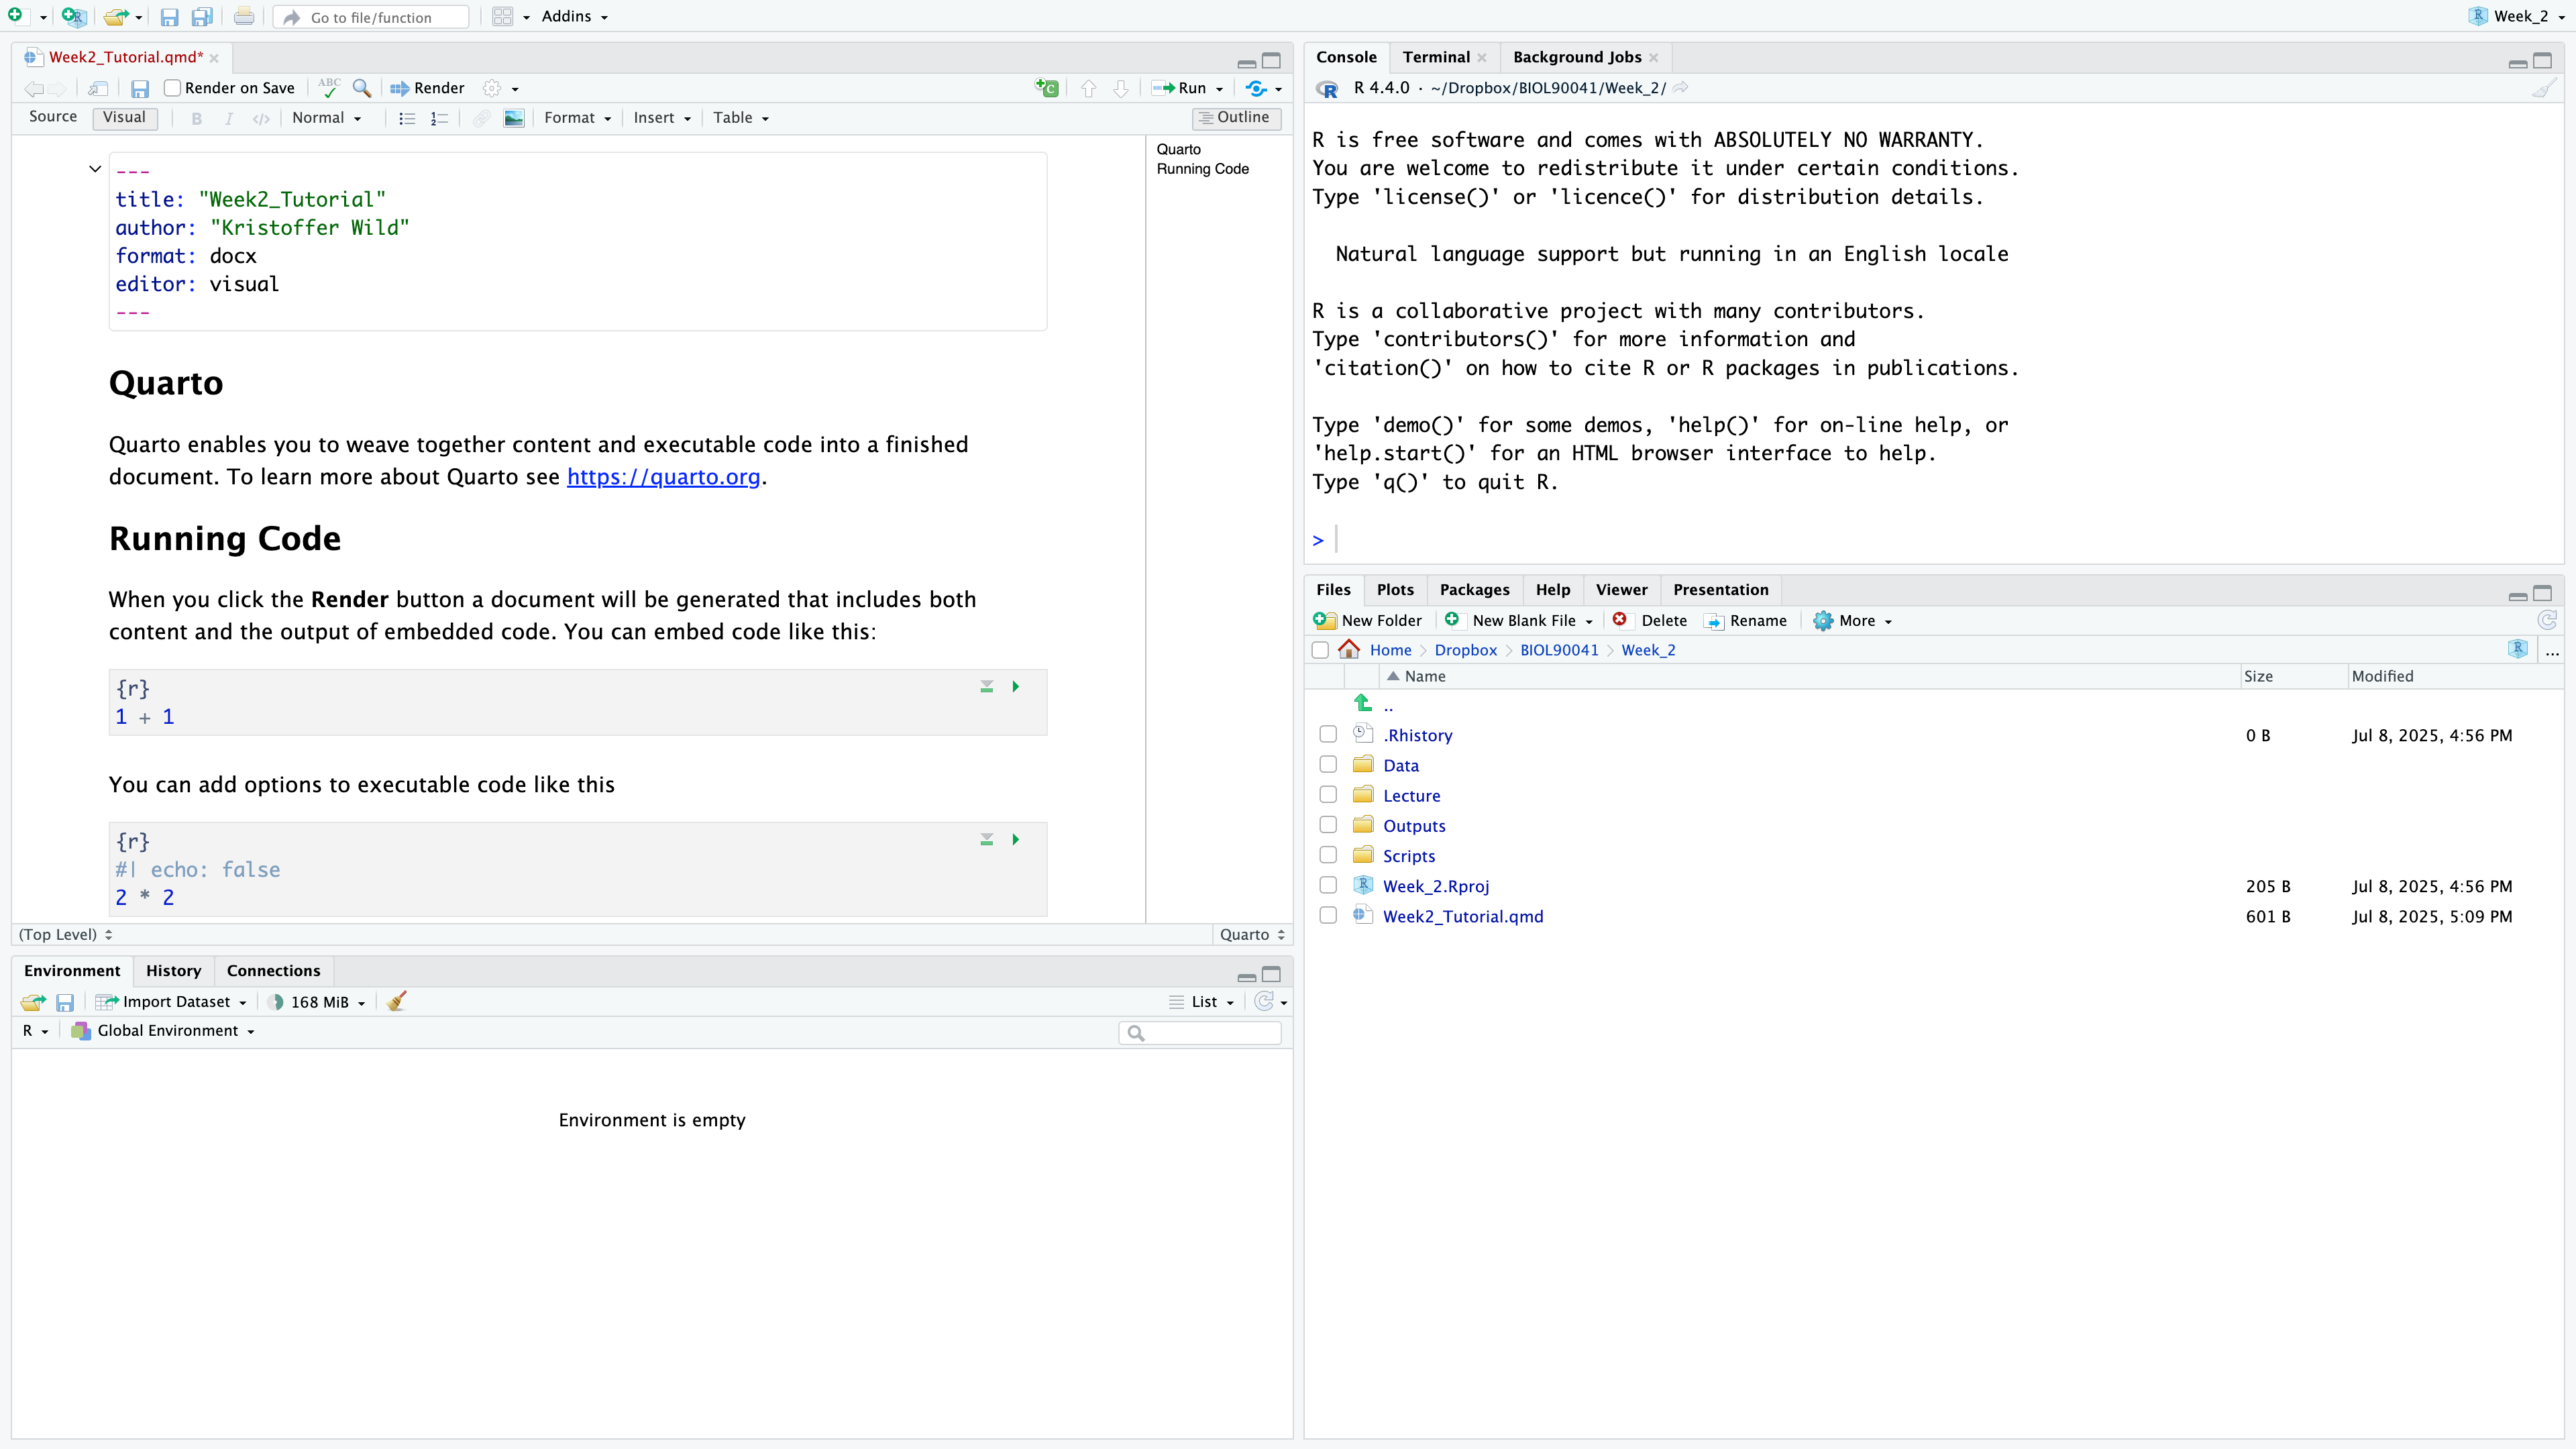 Go to file/function
Addins
Week_2
Week2_Tutorial.qmd*
Render on Save
ABC
Render
Run
Source
Visual
B
I
</>
Normal
Format
Insert
Table
Outline
---
title: "Week2_Tutorial"
author: "Kristoffer Wild"
format: docx
editor: visual
---
Quarto
Quarto enables you to weave together content and executable code into a finished
document. To learn more about Quarto see https://quarto.org.
Running Code
When you click the Render button a document will be generated that includes both
content and the output of embedded code. You can embed code like this:
{r}
1 + 1
You can add options to executable code like this
{r}
#| echo: false
2 * 2
Quarto
Running Code
(Top Level)
Quarto
Environment
History
Connections
Import Dataset
168 MiB
List
R
Global Environment
Environment is empty
Console
Terminal
Background Jobs
R 4.4.0 · ~/Dropbox/BIOL90041/Week_2/
R is free software and comes with ABSOLUTELY NO WARRANTY.
You are welcome to redistribute it under certain conditions.
Type 'license()' or 'licence()' for distribution details.
Natural language support but running in an English locale
R is a collaborative project with many contributors.
Type 'contributors()' for more information and
'citation()' on how to cite R or R packages in publications.
Type 'demo()' for some demos, 'help()' for on-line help, or
'help.start()' for an HTML browser interface to help.
Type 'q()' to quit R.
>
Files
Plots
Packages
Help
Viewer
Presentation
New Folder
New Blank File
Delete
Rename
More
Home
Dropbox
BIOL90041
Week_2
...
Name
Size
Modified
..
.Rhistory 0 B Jul 8, 2025, 4:56 PM
Data
Lecture
Outputs
Scripts
Week_2.Rproj 205 B Jul 8, 2025, 4:56 PM
Week2_Tutorial.qmd 601 B Jul 8, 2025, 5:09 PM